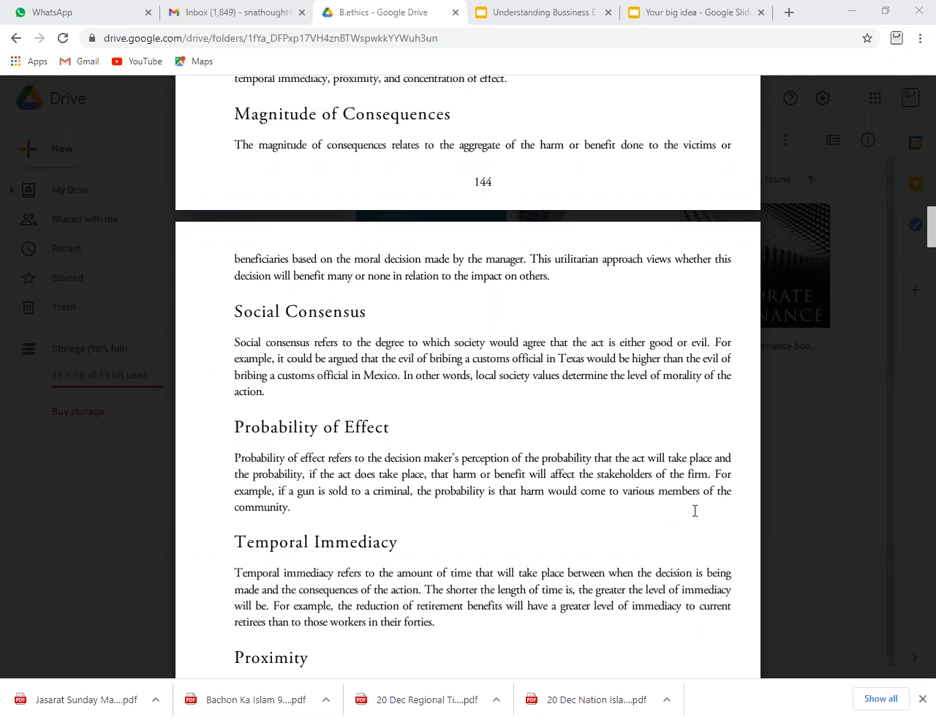 WhatsApp
Inbox (1,849) - snathought
B.ethics - Google Drive
Understanding Bussiness E
Your big idea - Google Slid
drive.google.com/drive/folders/1fYa_DFPxp17VH4znBTWspwkkYYWuh3un
Apps
Gmail
YouTube
Maps
Drive
New
My Drive
Shared with me
Recent
Starred
Trash
Storage (90% full)
13.6 GB of 15 GB used
Buy storage
temporal immediacy, proximity, and concentration of effect.
Magnitude of Consequences
The magnitude of consequences relates to the aggregate of the harm or benefit done to the victims or
144
beneficiaries based on the moral decision made by the manager. This utilitarian approach views whether this
decision will benefit many or none in relation to the impact on others.
Social Consensus
Social consensus refers to the degree to which society would agree that the act is either good or evil. For
example, it could be argued that the evil of bribing a customs official in Texas would be higher than the evil of
bribing a customs official in Mexico. In other words, local society values determine the level of morality of the
action.
Probability of Effect
Probability of effect refers to the decision maker's perception of the probability that the act will take place and
the probability, if the act does take place, that harm or benefit will affect the stakeholders of the firm. For
example, if a gun is sold to a criminal, the probability is that harm would come to various members of the
community.
Temporal Immediacy
Temporal immediacy refers to the amount of time that will take place between when the decision is being
made and the consequences of the action. The shorter the length of time is, the greater the level of immediacy
will be. For example, the reduction of retirement benefits will have a greater level of immediacy to current
retirees than to those workers in their forties.
Proximity
Name
ORATE
NANCE
nance boo...
Jasarat Sunday Ma....pdf
Bachon Ka Islam 9....pdf
20 Dec Regional Ti....pdf
20 Dec Nation Isla....pdf
Show all